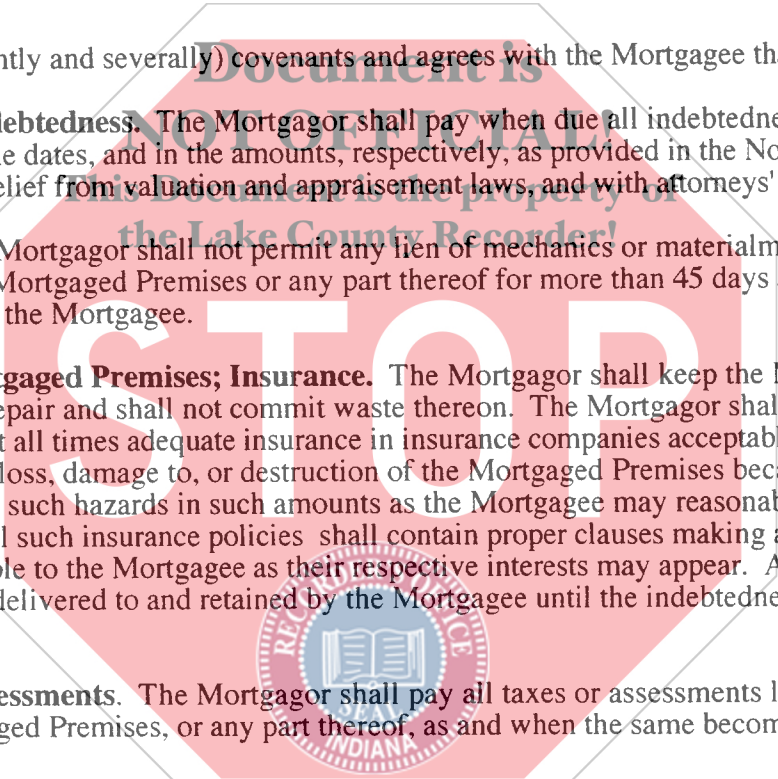 ntly and severally) covenants and agrees with the Mortgagee tha
Document is
debtedness. The Mortgagor shall pay when due all indebtedne
NOT OFFICIAL!
e dates, and in the amounts, respectively, as provided in the No
elief from valuation and appraisement laws, and with attorneys'
This Document is the property of
the Lake County Recorder!
Mortgagor shall not permit any lien of mechanics or materialm
Mortgaged Premises or any part thereof for more than 45 days
the Mortgagee.
STOP
tgaged Premises; Insurance. The Mortgagor shall keep the
epair and shall not commit waste thereon. The Mortgagor shal
t all times adequate insurance in insurance companies acceptabl
loss, damage to, or destruction of the Mortgaged Premises beca
such hazards in such amounts as the Mortgagee may reasonab
l such insurance policies shall contain proper clauses making a
le to the Mortgagee as their respective interests may appear. A
delivered to and retained by the Mortgagee until the indebtedne
RECORDER'S OFFICE
essments. The Mortgagor shall pay all taxes or assessments l
ged Premises, or any part thereof, as and when the same becom
INDIANA